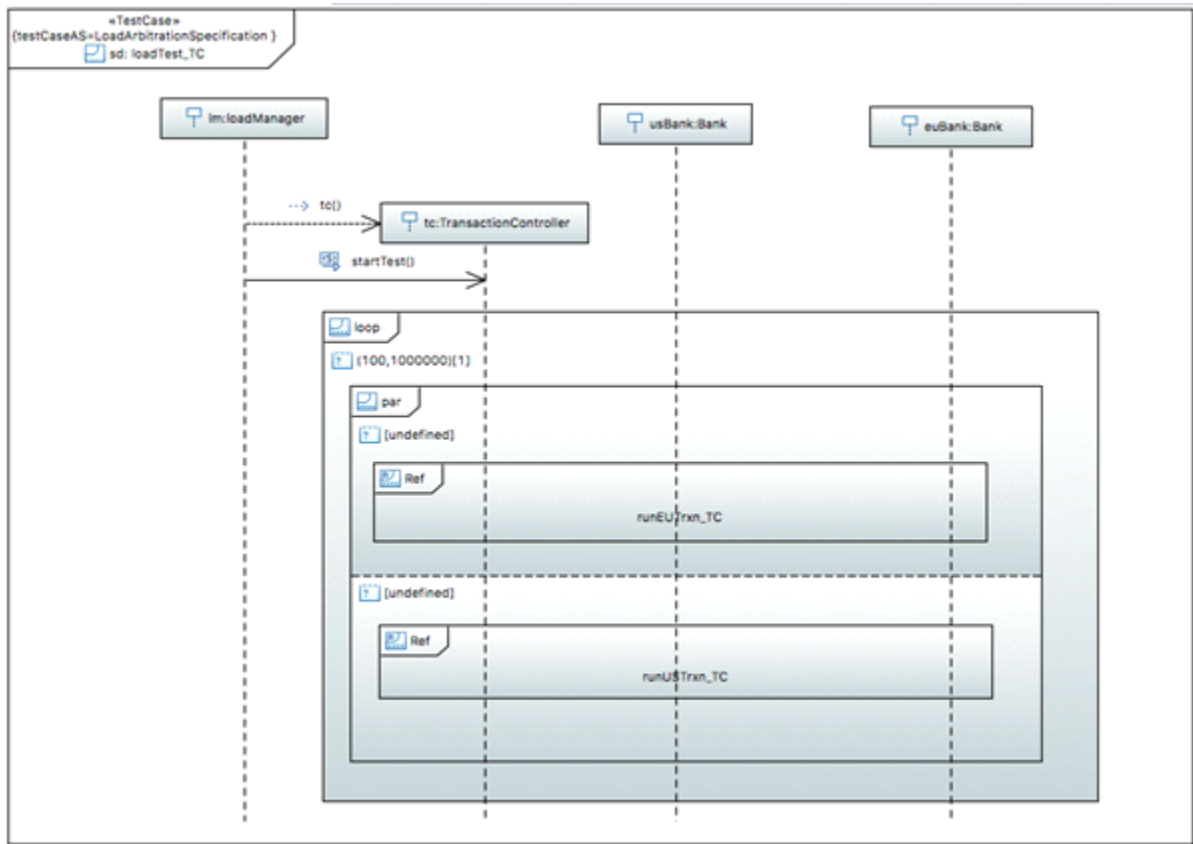 «TestCase»
{testCaseAS=LoadArbitrationSpecification }
sd: loadTest_TC
lm:loadManager
usBank:Bank
euBank:Bank
tc()
tc:TransactionController
startTest()
loop
(100,1000000)[1]
par
[undefined]
Ref
runEUTrxn_TC
[undefined]
Ref
runUSTrxn_TC